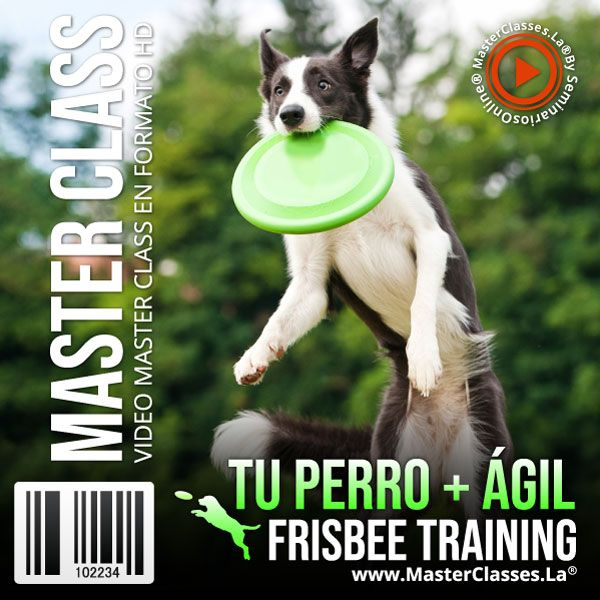 MASTER CLASS
VIDEO MASTER CLASS EN FORMATO HD
MasterClasses.La® By SeminariosOnline®
TU PERRO + ÁGIL
FRISBEE TRAINING
www.MasterClasses.La®
102234